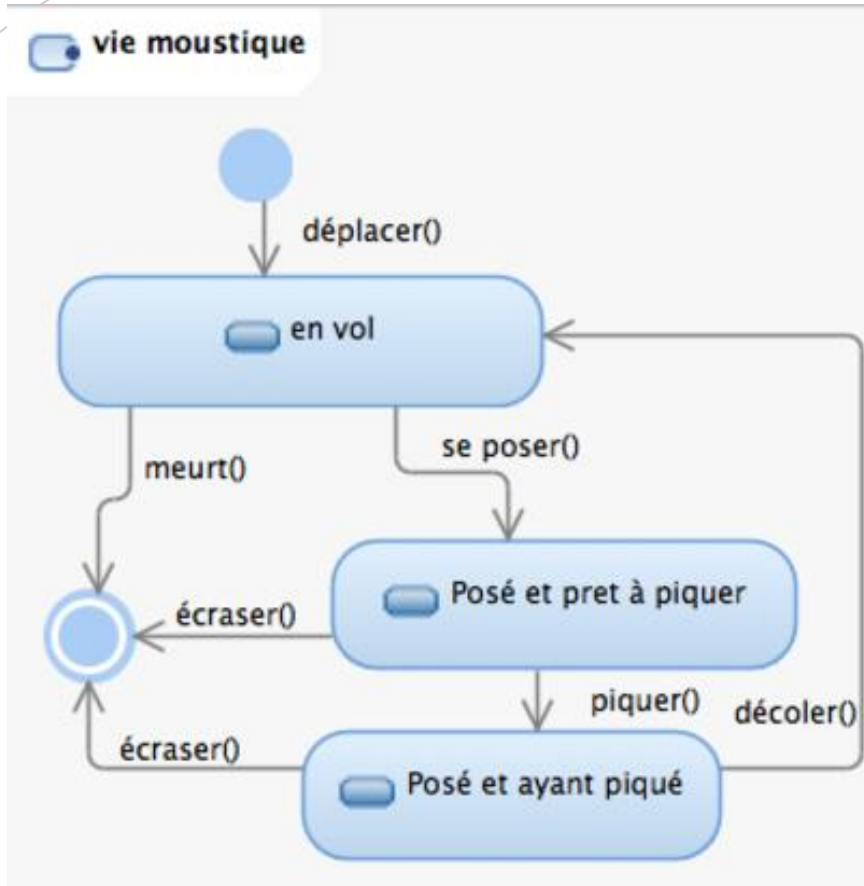 vie moustique
déplacer()
en vol
meurt()
se poser()
Posé et pret à piquer
écraser()
piquer()
décoler()
écraser()
Posé et ayant piqué